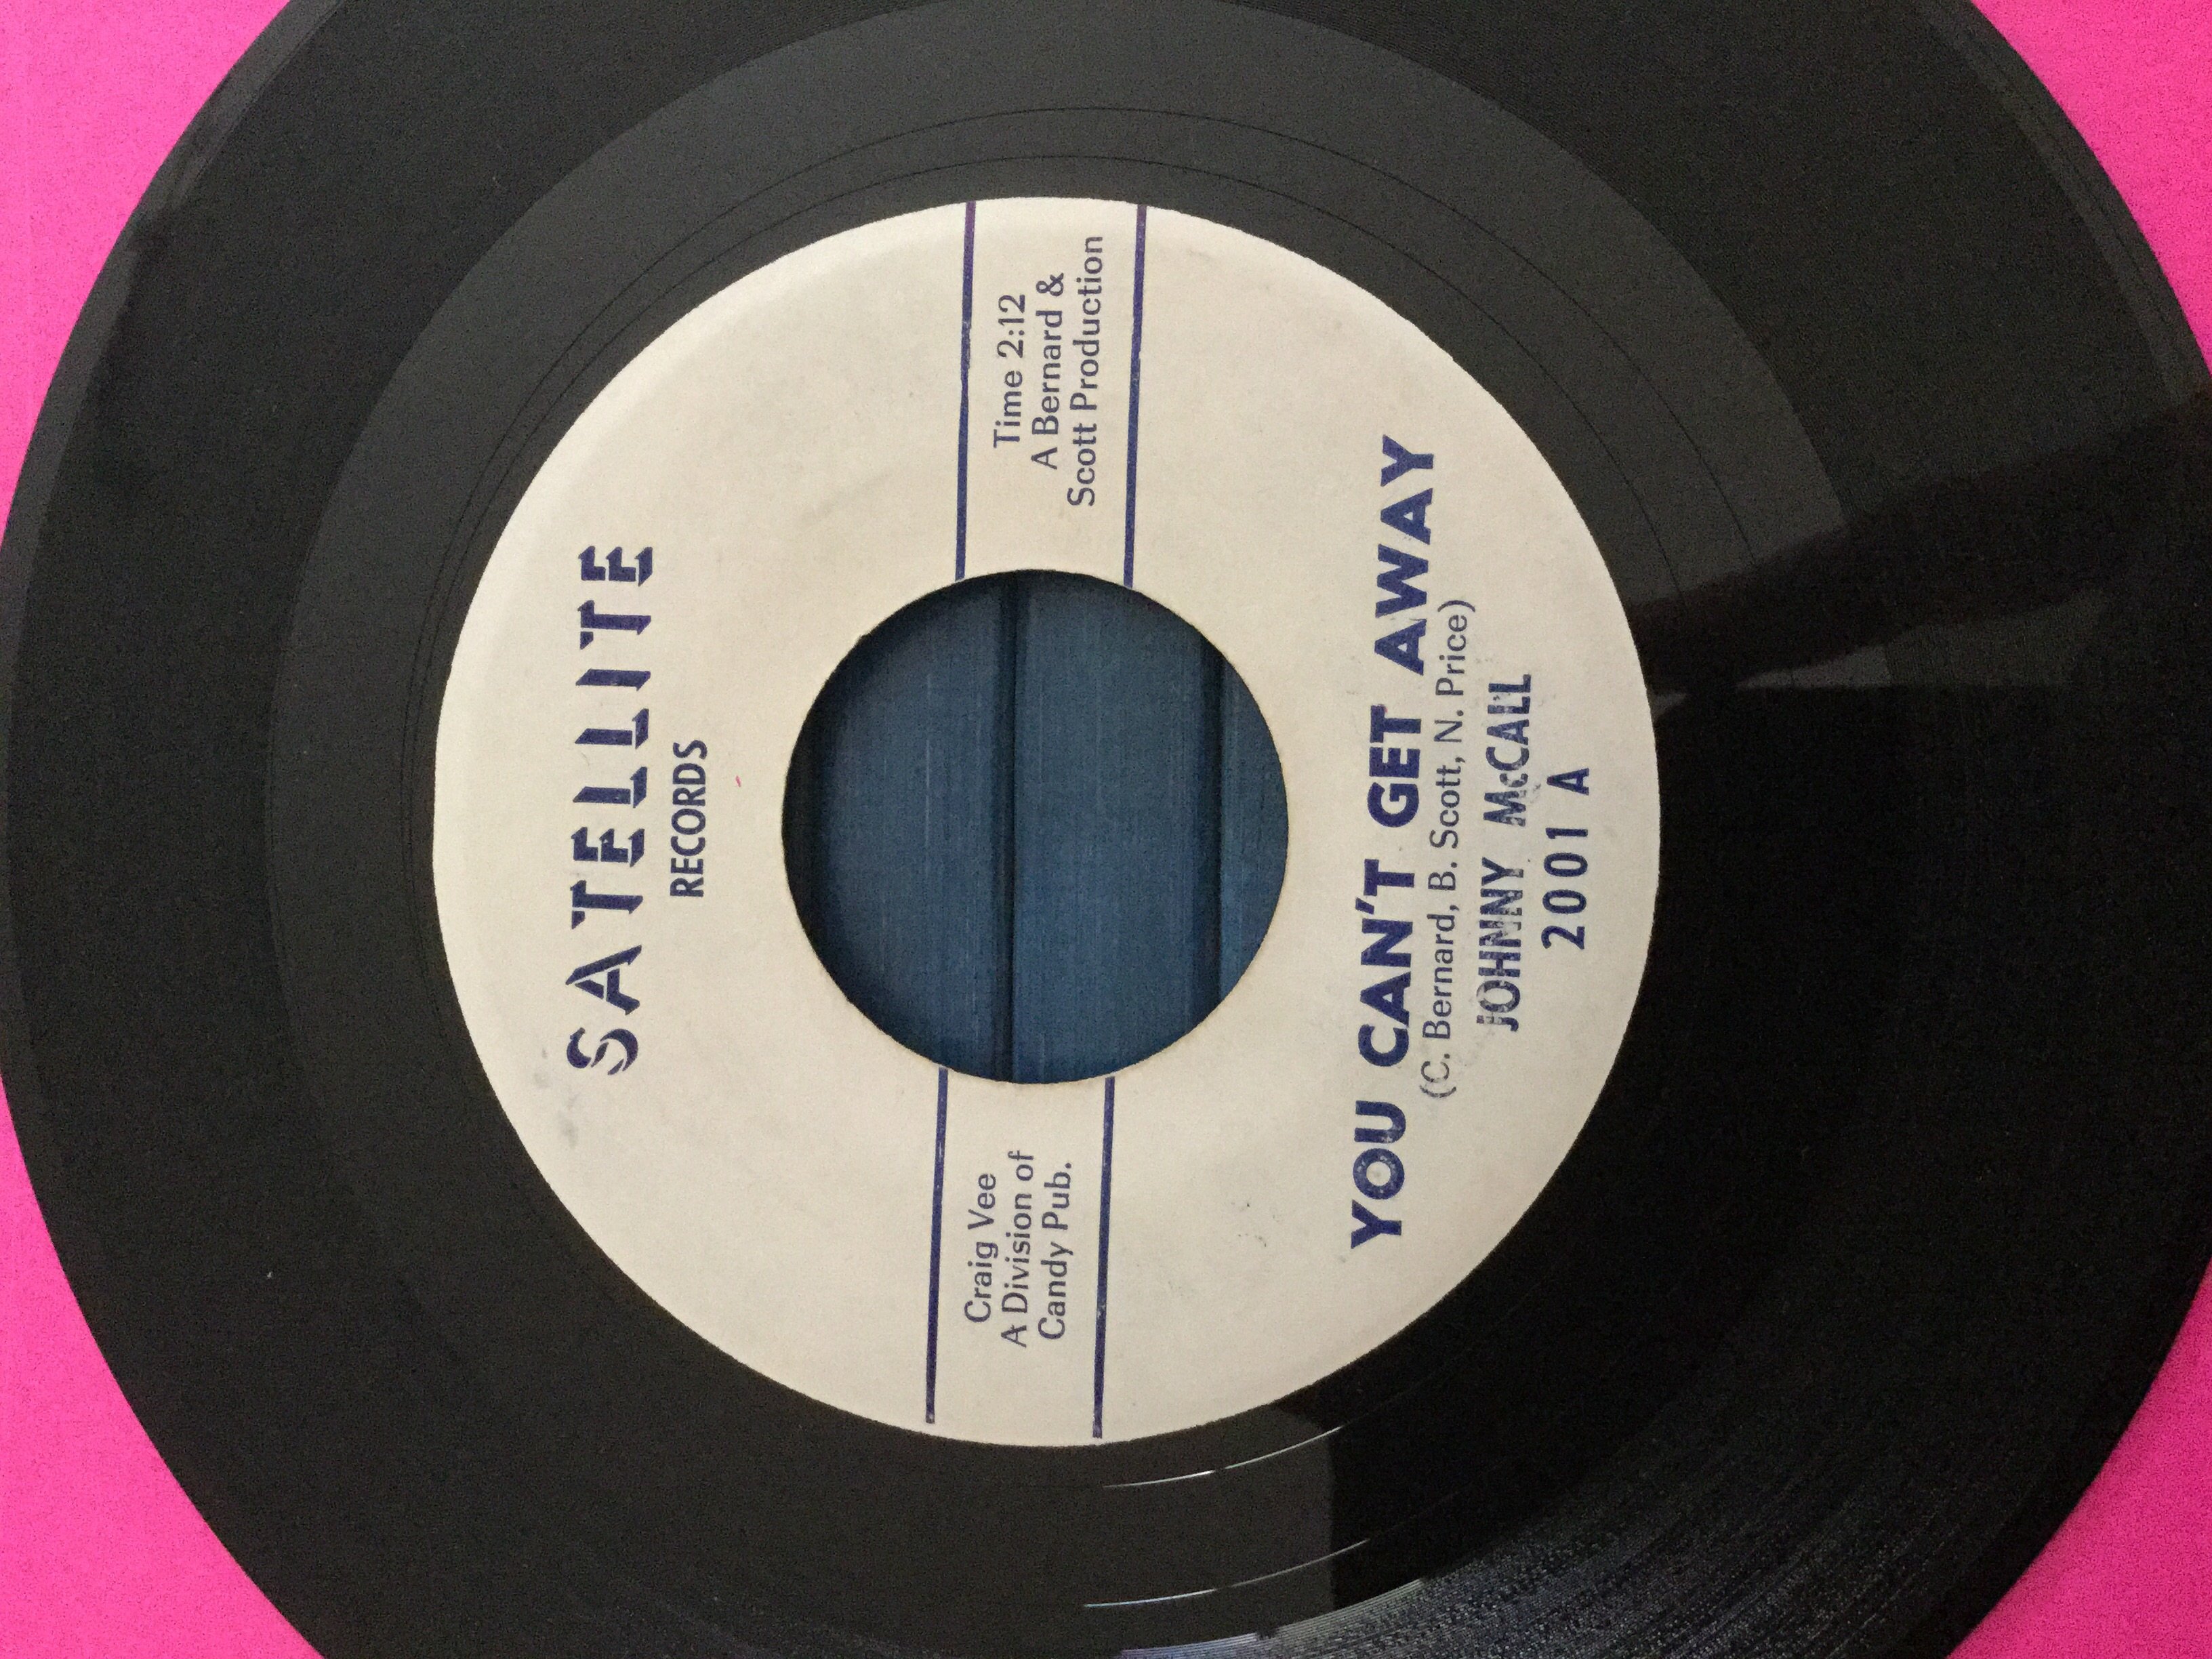 SATELLITE
RECORDS
Craig Vee
A Division of
Candy Pub.
Time 2:12
A Bernard &
Scott Production
YOU CAN'T GET AWAY
(C. Bernard, B. Scott, N. Price)
JOHNNY McCALL
2001 A